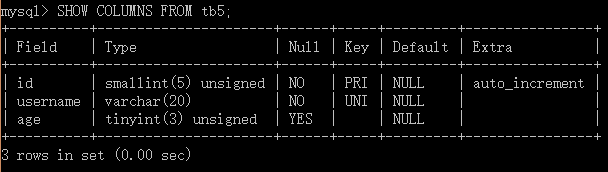 mysql> SHOW COLUMNS FROM tb5;
+----------+----------------------+------+-----+---------+----------------+
| Field    | Type                 | Null | Key | Default | Extra          |
+----------+----------------------+------+-----+---------+----------------+
| id       | smallint(5) unsigned | NO   | PRI | NULL    | auto_increment |
| username | varchar(20)          | NO   | UNI | NULL    |                |
| age      | tinyint(3) unsigned  | YES  |     | NULL    |                |
+----------+----------------------+------+-----+---------+----------------+
3 rows in set (0.00 sec)